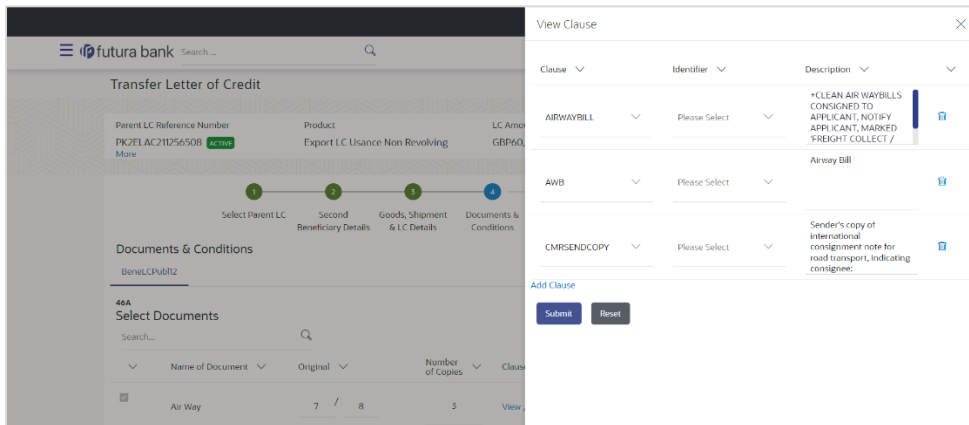 futura bank Search ...
Transfer Letter of Credit
Parent LC Reference Number Product LC Amo
PK2ELAC211256508 ACTIVE Export LC Usance Non Revolving GBP60,
More
1 2 3 4
Select Parent LC Second Goods, Shipment Documents &
Beneficiary Details & LC Details Conditions
Documents & Conditions
BeneLCPubl12
46A
Select Documents
Search...
Name of Document Original Number of Copies Claus
Air Way 7 / 8 3 View /
View Clause
Clause Identifier Description
AIRWAYBILL Please Select +CLEAN AIR WAYBILLS
CONSIGNED TO
APPLICANT, NOTIFY
APPLICANT, MARKED
'FREIGHT COLLECT /
AWB Please Select Airway Bill
CMRSENDCOPY Please Select Sender's copy of
international
consignment note for
road transport, indicating
consignee;
Add Clause
Submit Reset